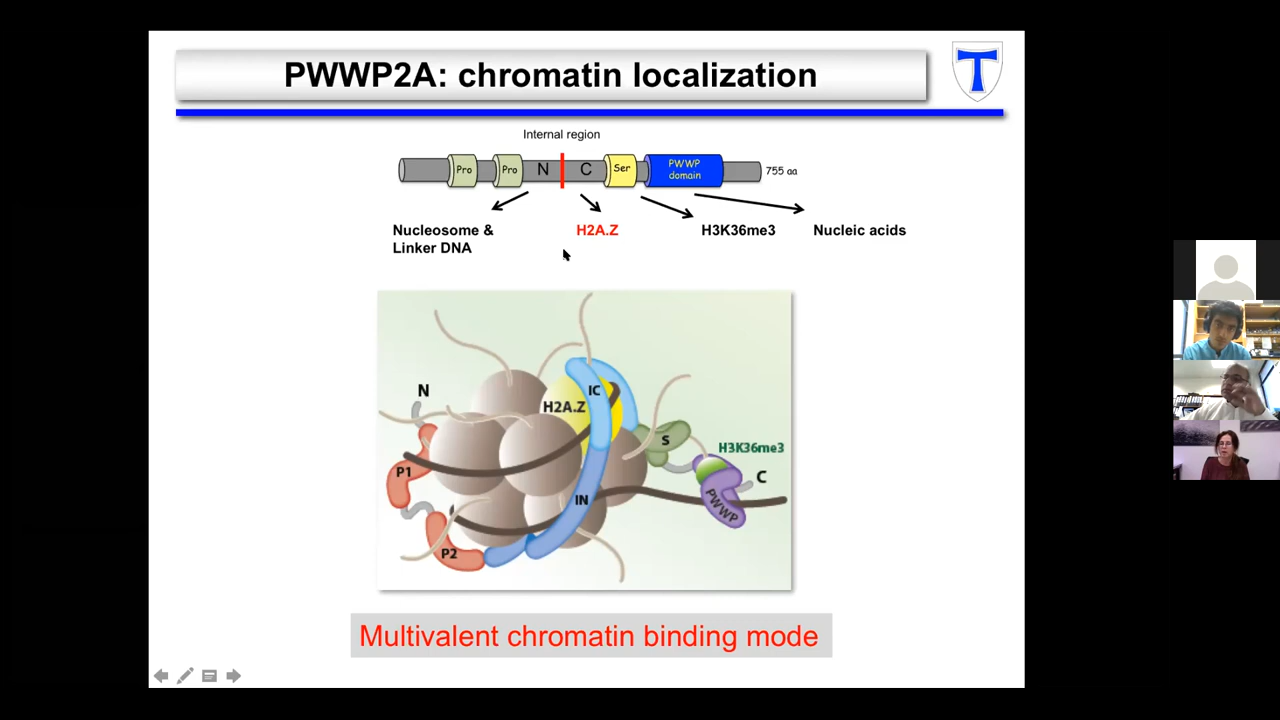 PWWP2A: chromatin localization
Internal region
Pro
Pro
N
C
Ser
PWWP
domain
755 aa
Nucleosome &
Linker DNA
H2A.Z
H3K36me3
Nucleic acids
N
IC
H2A.Z
S
H3K36me3
P1
C
IN
PWWP
P2
Multivalent chromatin binding mode